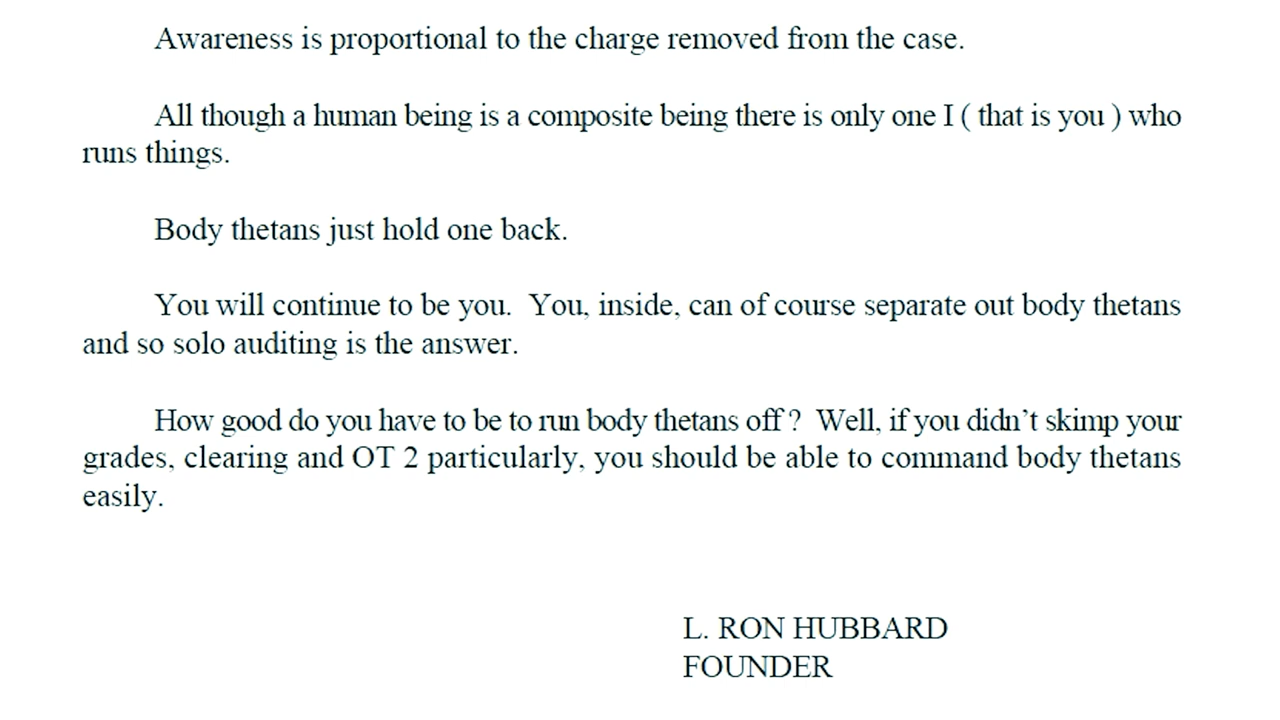 Awareness is proportional to the charge removed from the case.
All though a human being is a composite being there is only one I ( that is you ) who
runs things.
Body thetans just hold one back.
You will continue to be you. You, inside, can of course separate out body thetans
and so solo auditing is the answer.
How good do you have to be to run body thetans off ? Well, if you didn’t skimp your
grades, clearing and OT 2 particularly, you should be able to command body thetans
easily.
L. RON HUBBARD
FOUNDER